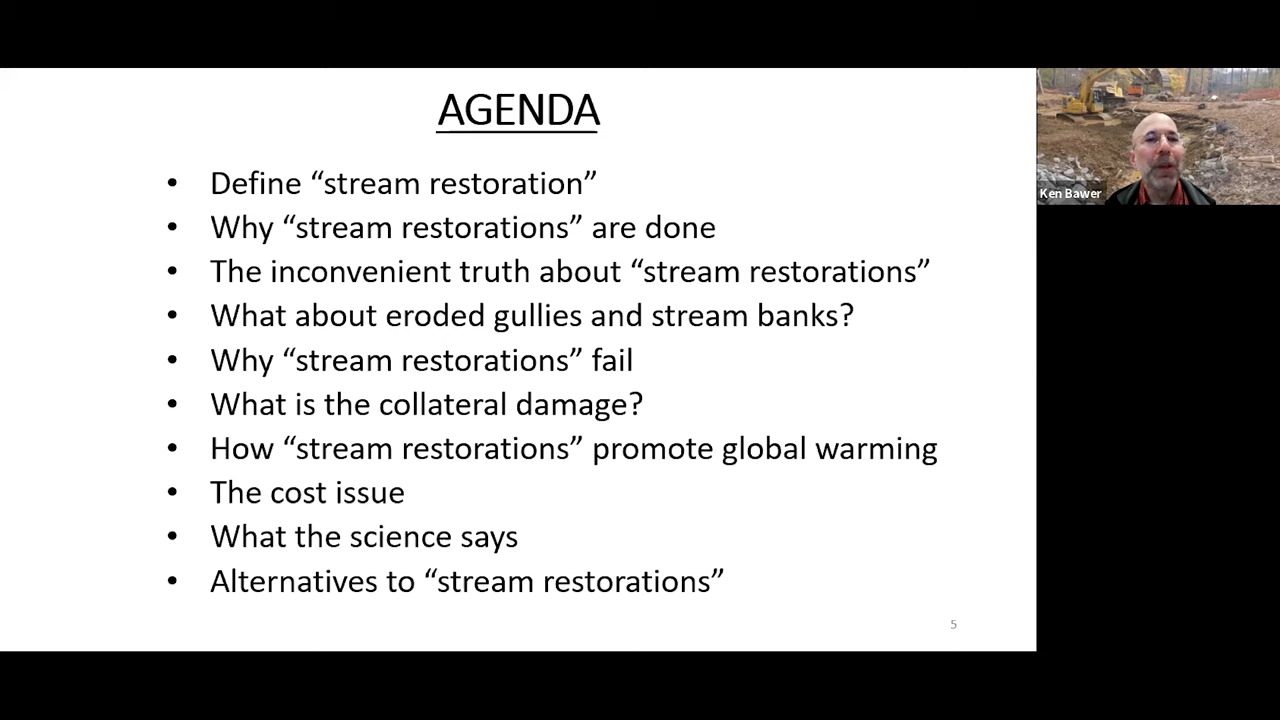 AGENDA
• Define “stream restoration”
• Why “stream restorations” are done
• The inconvenient truth about “stream restorations”
• What about eroded gullies and stream banks?
• Why “stream restorations” fail
• What is the collateral damage?
• How “stream restorations” promote global warming
• The cost issue
• What the science says
• Alternatives to “stream restorations”
5
Ken Bawer